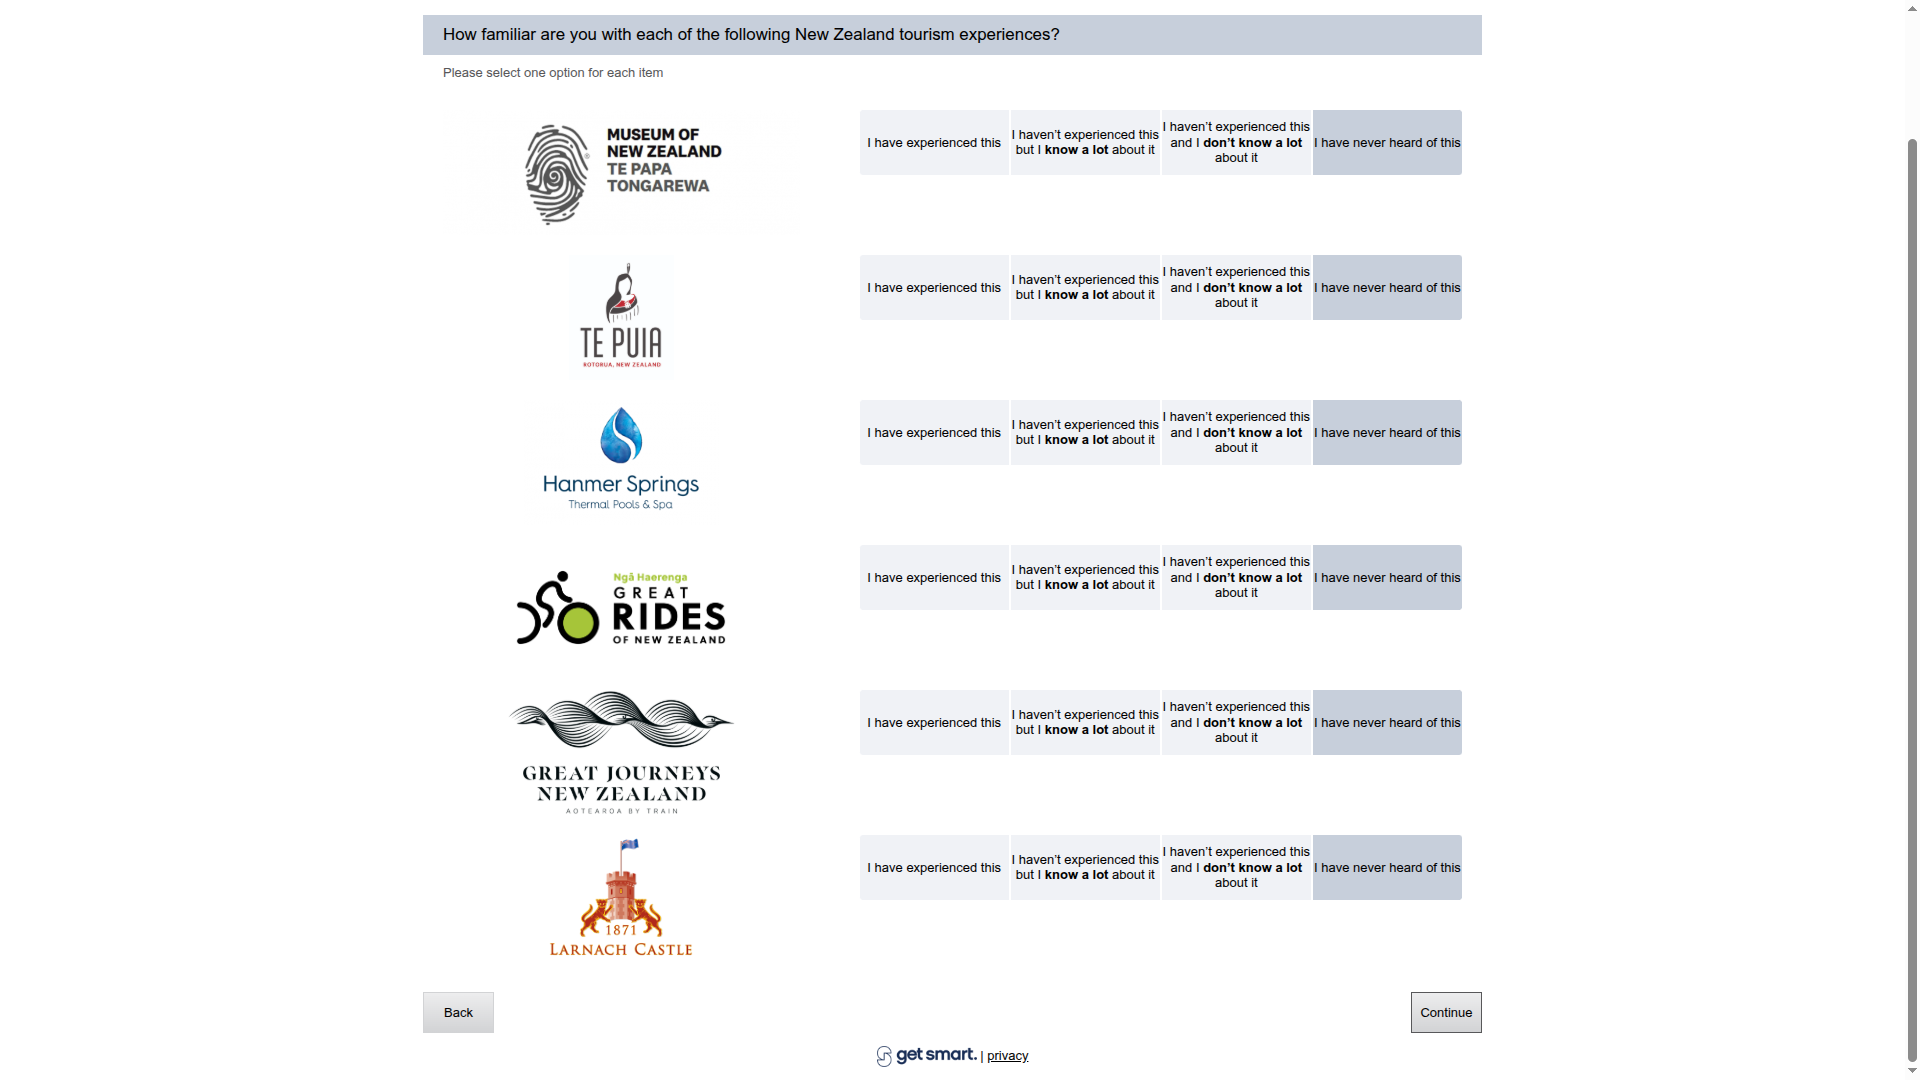 How familiar are you with each of the following New Zealand tourism experiences?
Please select one option for each item
MUSEUM OF
NEW ZEALAND
TE PAPA
TONGAREWA
I have experienced this
I haven’t experienced this
but I know a lot about it
I haven’t experienced this
and I don’t know a lot
about it
I have never heard of this
TE PUIA
ROTORUA, NEW ZEALAND
I have experienced this
I haven’t experienced this
but I know a lot about it
I haven’t experienced this
and I don’t know a lot
about it
I have never heard of this
Hanmer Springs
Thermal Pools & Spa
I have experienced this
I haven’t experienced this
but I know a lot about it
I haven’t experienced this
and I don’t know a lot
about it
I have never heard of this
Ngā Haerenga
GREAT
RIDES
OF NEW ZEALAND
I have experienced this
I haven’t experienced this
but I know a lot about it
I haven’t experienced this
and I don’t know a lot
about it
I have never heard of this
GREAT JOURNEYS
NEW ZEALAND
AOTEAROA BY TRAIN
I have experienced this
I haven’t experienced this
but I know a lot about it
I haven’t experienced this
and I don’t know a lot
about it
I have never heard of this
1871
LARNACH CASTLE
I have experienced this
I haven’t experienced this
but I know a lot about it
I haven’t experienced this
and I don’t know a lot
about it
I have never heard of this
Back
Continue
get smart. | privacy